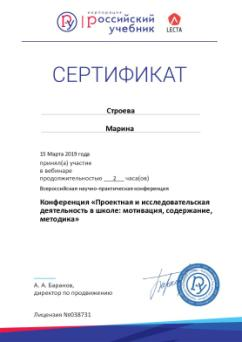 корпорация
российский
учебник
LECTA
СЕРТИФИКАТ
Строева
Марина
15 Марта 2019 года
принял(а) участие
в вебинаре
продолжительностью 2 часа(ов)
Всероссийская научно-практическая конференция
Конференция «Проектная и исследовательская
деятельность в школе: мотивация, содержание,
методика»
А. А. Баранов,
директор по продвижению
Лицензия №038731